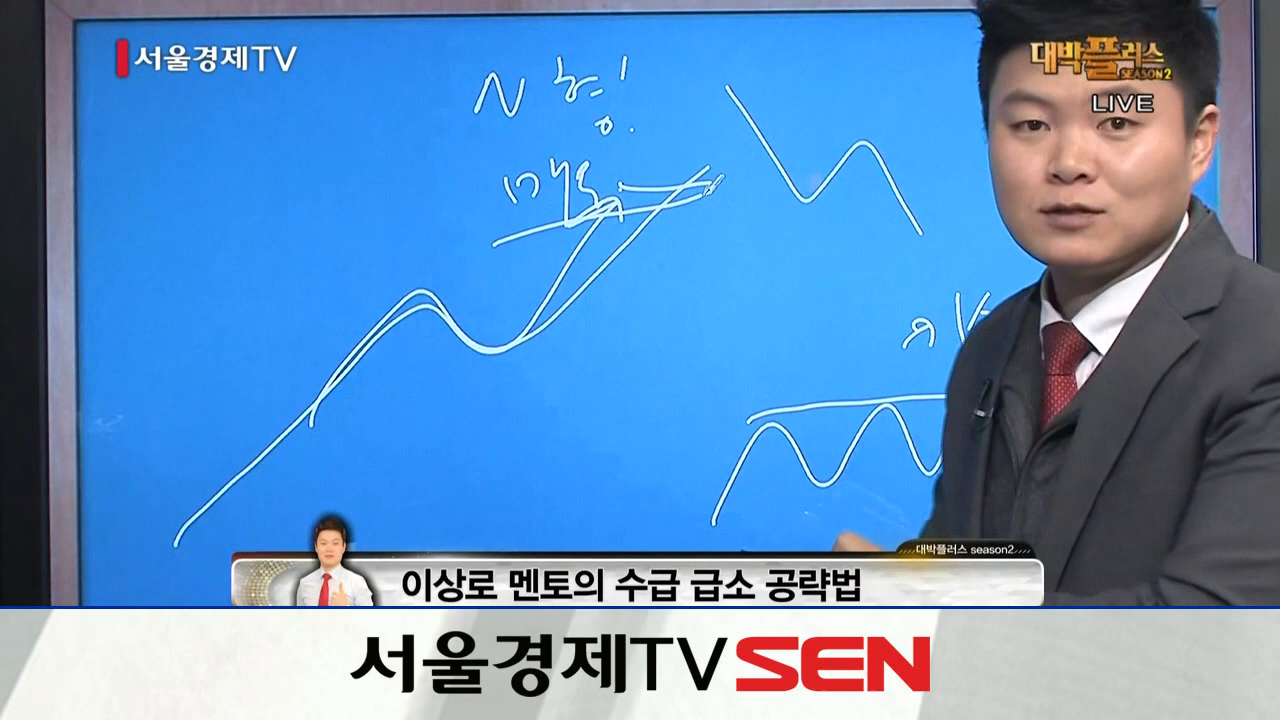 서울경제TV
대박플러스
SEASON2
LIVE
N 형!
대박플러스 season2
이상로 멘토의 수급 급소 공략법
서울경제TV SEN